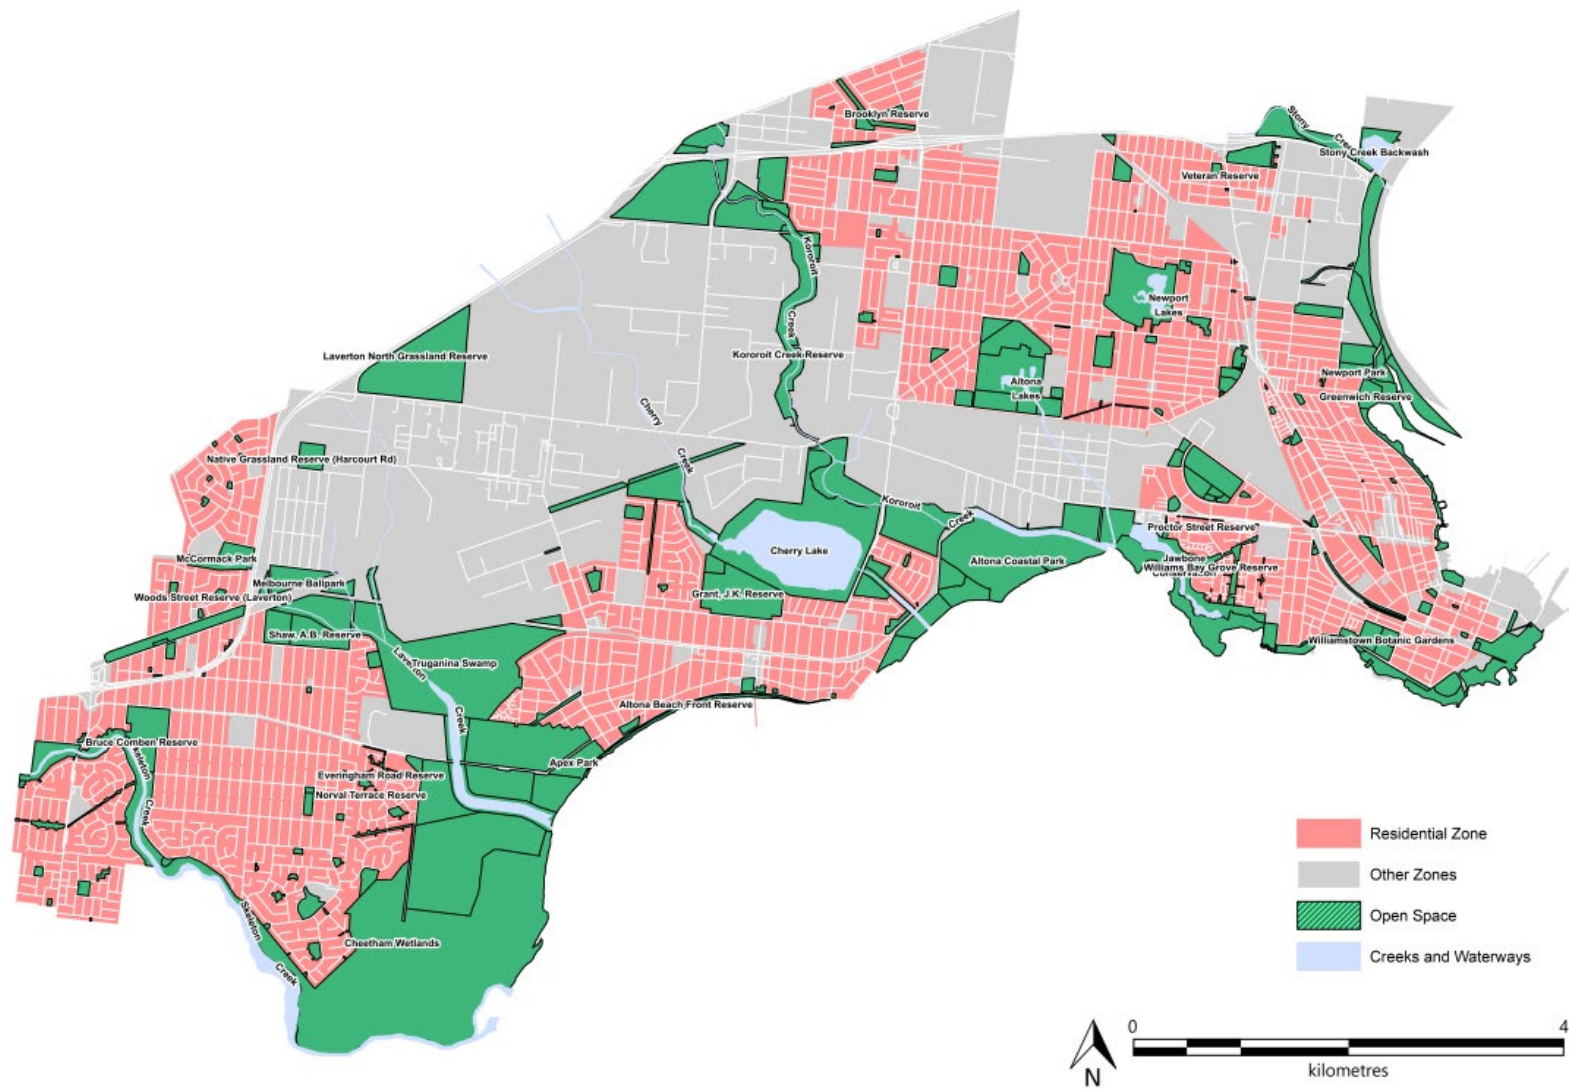 Brooklyn Reserve
Stony
Creek
Stony Creek Backwash
Veteran Reserve
Kororoit
Creek
Newport
Lakes
Laverton North Grassland Reserve
Kororoit Creek Reserve
Altona
Lakes
Newport Park
Greenwich Reserve
Cherry
Creek
Native Grassland Reserve (Harcourt Rd)
Kororoit
Creek
Proctor Street Reserve
Cherry Lake
McCormack Park
Altona Coastal Park
Jawbone
Williams Bay Grove Reserve
Melbourne Ballpark
Woods Street Reserve (Laverton)
Grant, J.K. Reserve
Shaw, A.B. Reserve
Williamstown Botanic Gardens
Laverton
Truganina Swamp
Creek
Altona Beach Front Reserve
Bruce Comben Reserve
Skeleton
Creek
Apex Park
Everingham Road Reserve
Norval Terrace Reserve
Residential Zone
Other Zones
Skeleton
Creek
Open Space
Cheetham Wetlands
Creeks and Waterways
0 4
kilometres
N